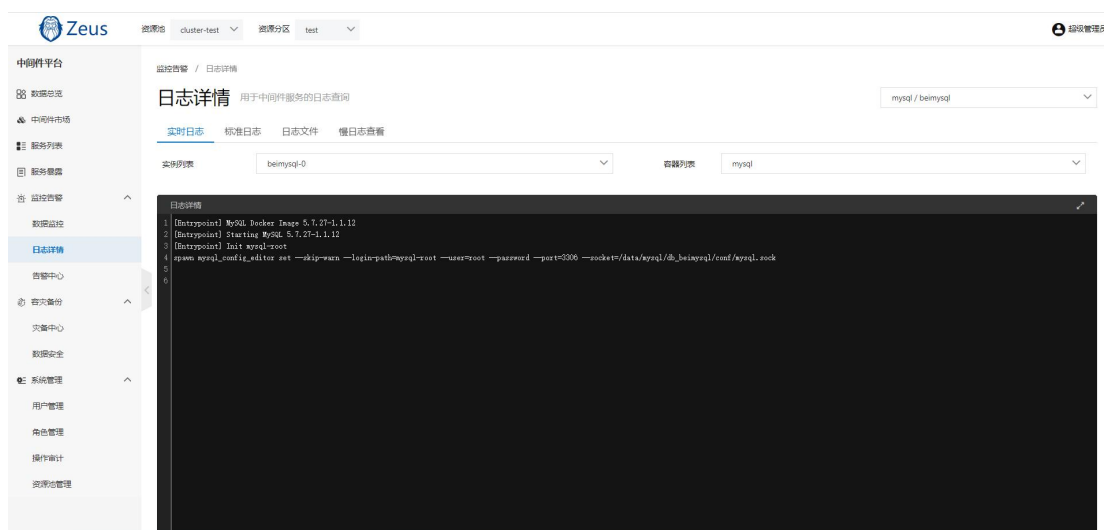 Zeus
资源池 cluster-test 资源分区 test 超级管理员
中间件平台
数据总览
中间件市场
服务列表
服务暴露
监控告警
数据监控
日志详情
告警中心
容灾备份
灾备中心
数据安全
系统管理
用户管理
角色管理
操作审计
资源池管理
监控告警 / 日志详情
日志详情 用于中间件服务的日志查询 mysql / beimysql
实时日志 标准日志 日志文件 慢日志查看
实例列表 beimysql-0 容器列表 mysql
日志详情
1 [Entrypoint] MySQL Docker Image 5.7.27-1.1.12
2 [Entrypoint] Starting MySQL 5.7.27-1.1.12
3 [Entrypoint] Init mysql-root
4 spawn mysql_config_editor set --skip-warn --login-path=mysql-root --user=root --password --port=3306 --socket=/data/mysql/db_beimysql/conf/mysql.sock
5
6